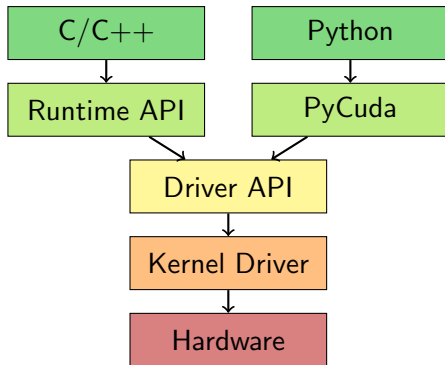 C/C++
Python
Runtime API
PyCuda
Driver API
Kernel Driver
Hardware